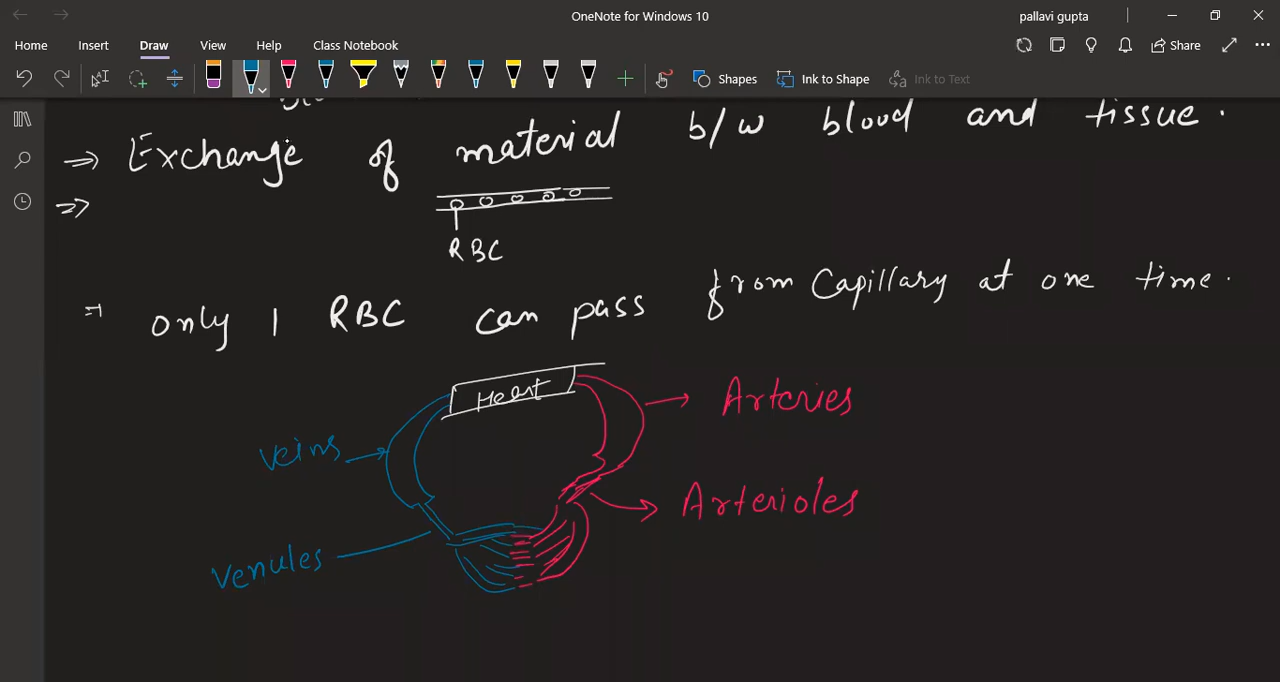 OneNote for Windows 10
pallavi gupta
Home Insert Draw View Help Class Notebook
Share
Shapes Ink to Shape Ink to Text
=> Exchange of material b/w blood and tissue.
=>
RBC
=> only 1 RBC can pass from Capillary at one time.
Heart
Arteries
Veins
Arterioles
Venules